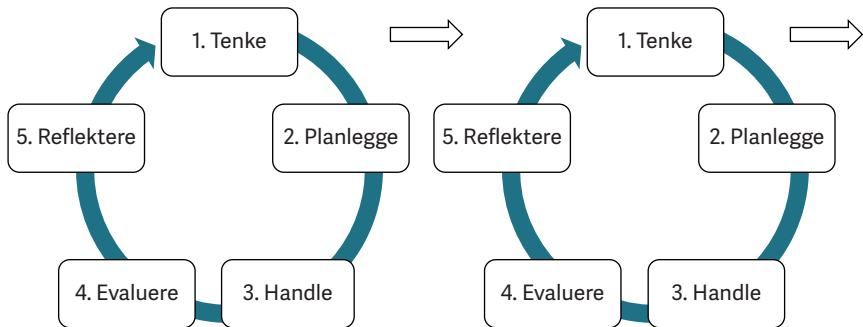 1. Tenke
2. Planlegge
3. Handle
4. Evaluere
5. Reflektere
1. Tenke
2. Planlegge
3. Handle
4. Evaluere
5. Reflektere